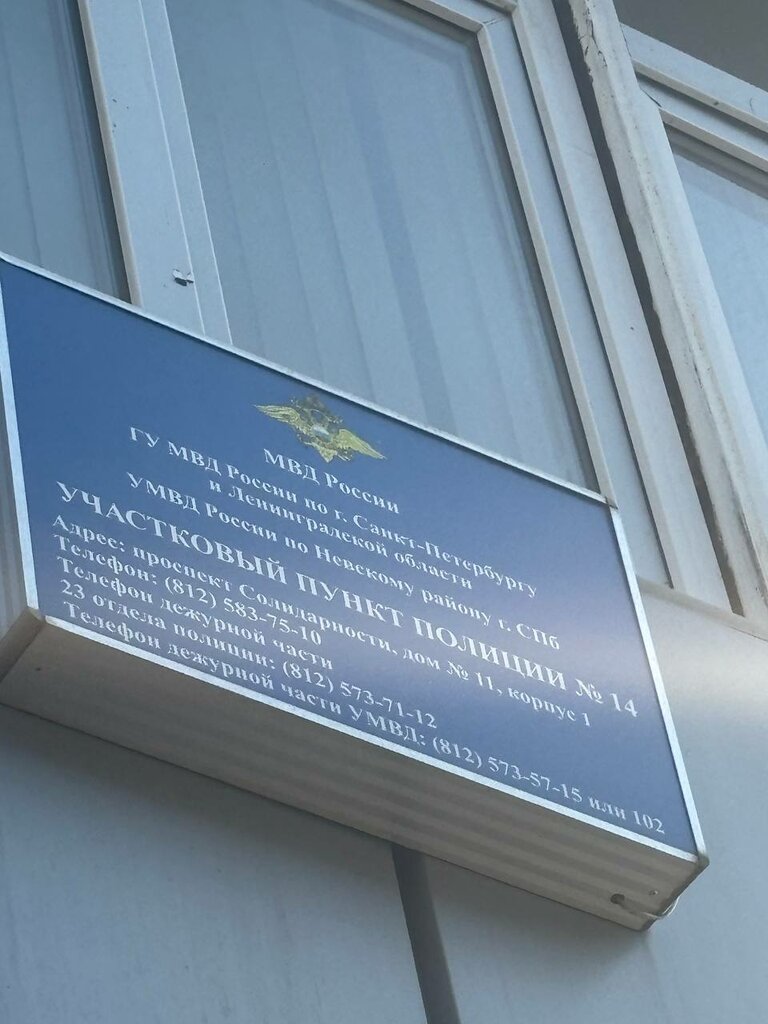 МВД России
ГУ МВД России по г. Санкт-Петербургу
и Ленинградской области
УМВД России по Невскому району г. СПб
УЧАСТКОВЫЙ ПУНКТ ПОЛИЦИИ № 14
Адрес: проспект Солидарности, дом № 11, корпус 1
Телефон: (812) 583-75-10
Телефон дежурной части
23 отдела полиции: (812) 573-71-12
Телефон дежурной части УМВД: (812) 573-57-15 или 102